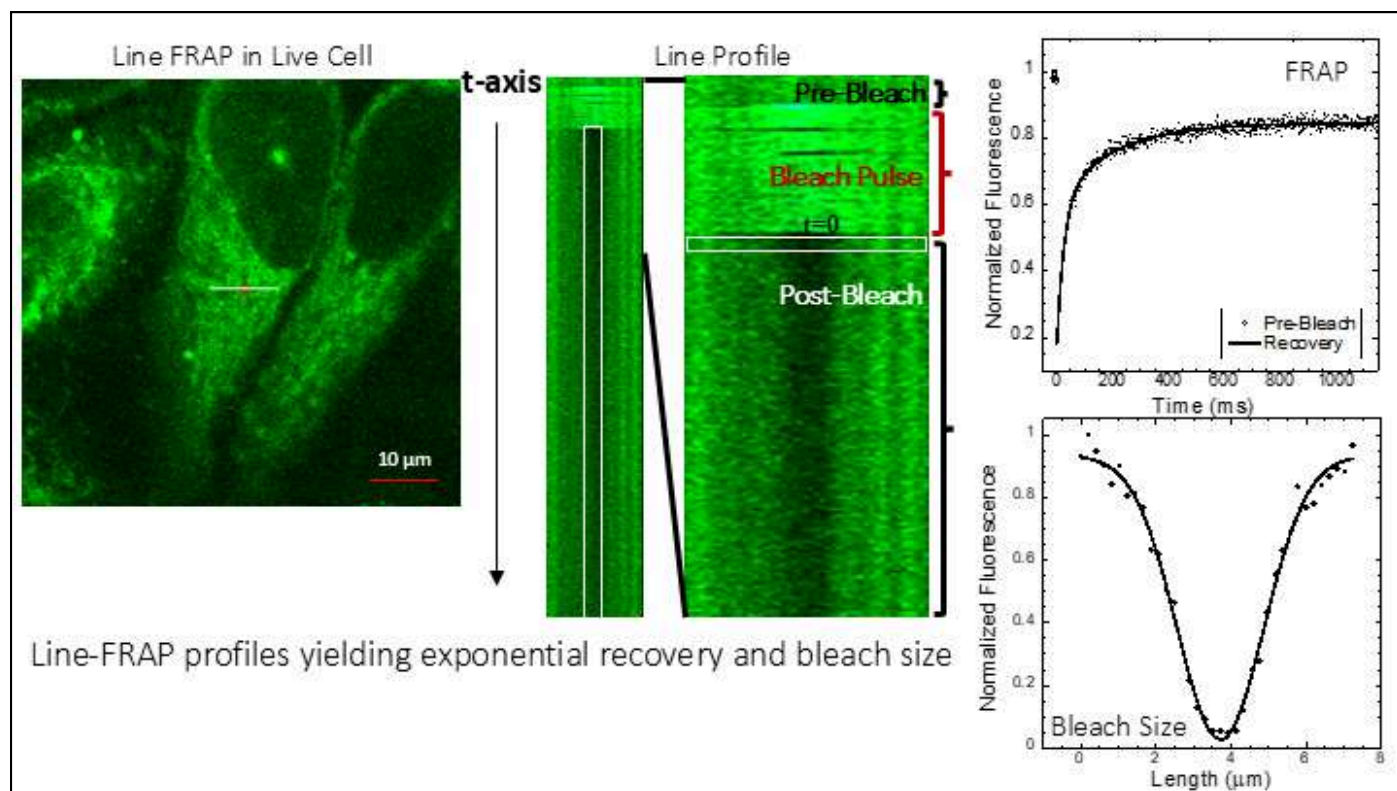 Line FRAP in Live Cell
t-axis
10 µm
Line Profile
Pre-Bleach
Bleach Pulse
t=0
Post-Bleach
Line-FRAP profiles yielding exponential recovery and bleach size
FRAP
Normalized Fluorescence
1
0.8
0.6
0.4
0.2
Pre-Bleach
Recovery
0 200 400 600 800 1000
Time (ms)
Normalized Fluorescence
1
0.8
0.6
0.4
0.2
0
Bleach Size
0 2 4 6 8
Length (µm)